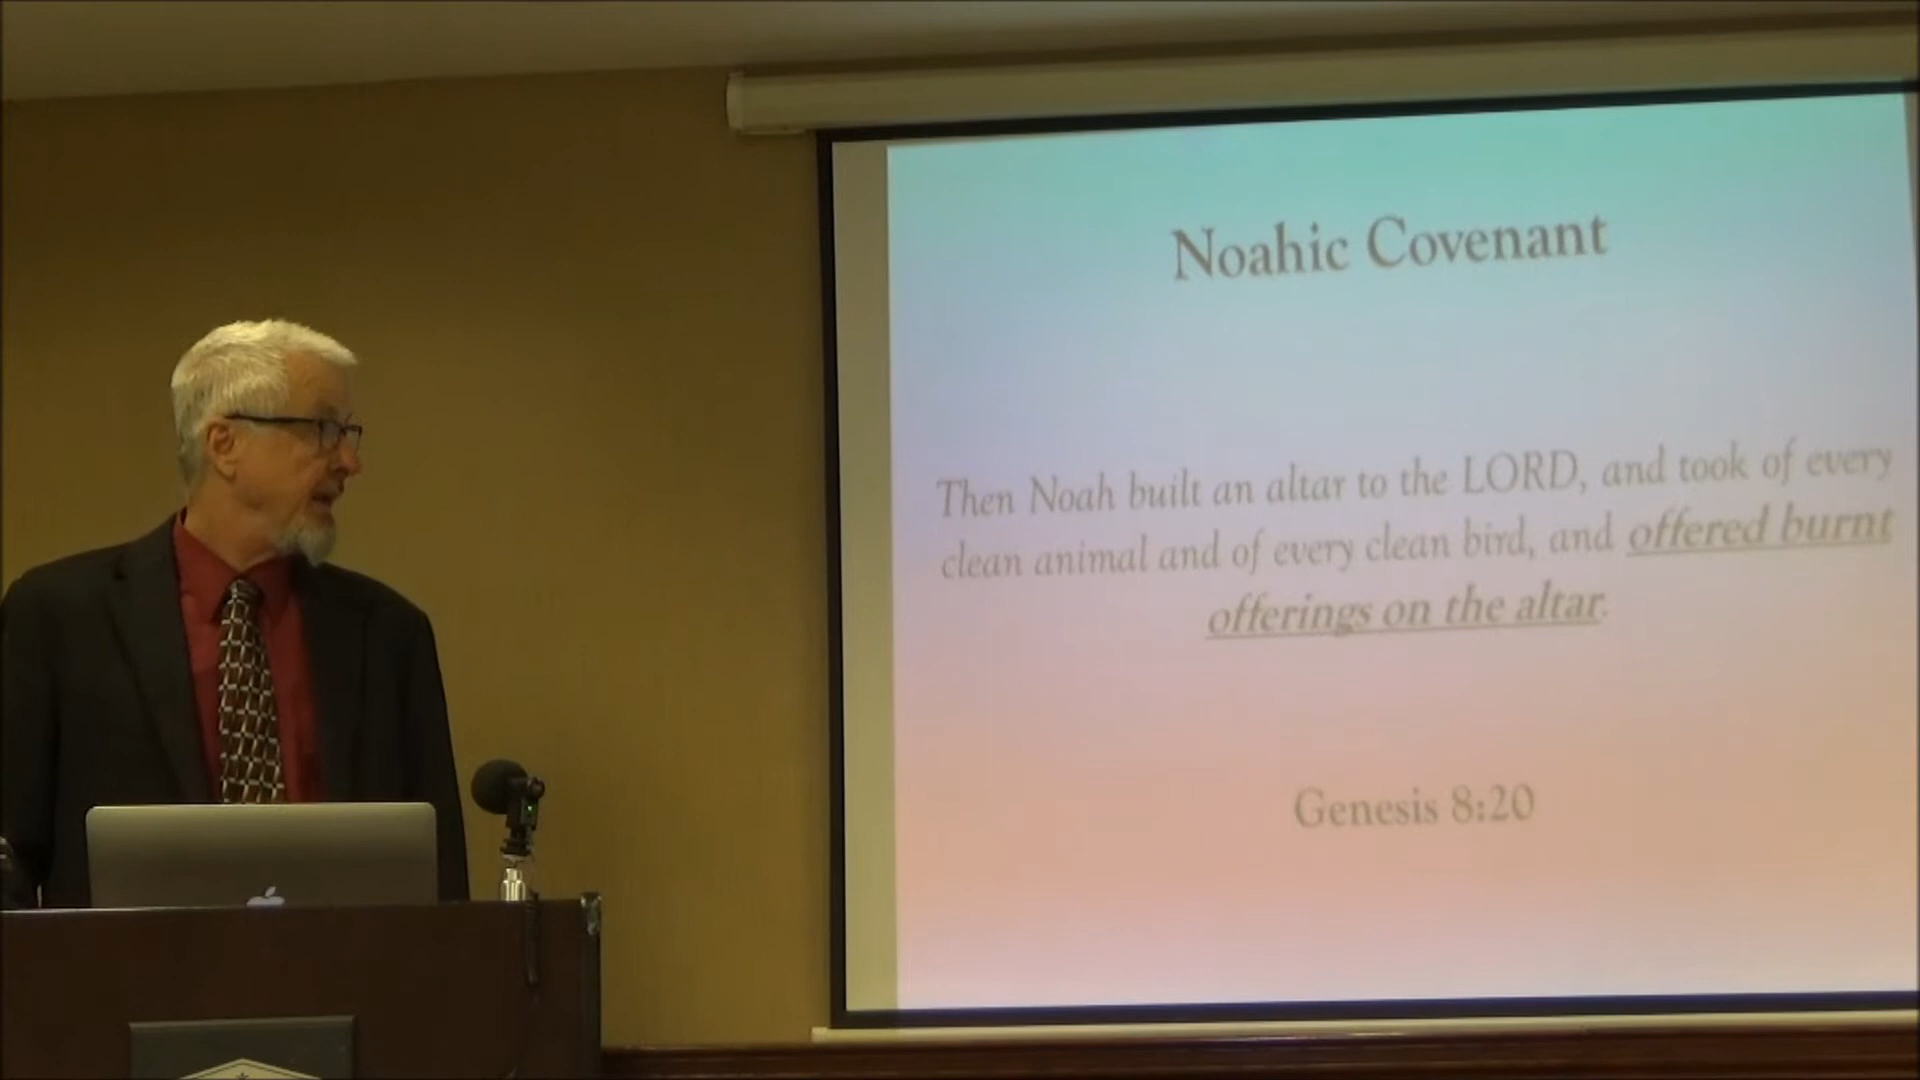 Noahic Covenant
Then Noah built an altar to the LORD, and took of every
clean animal and of every clean bird, and offered burnt
offerings on the altar.
Genesis 8:20